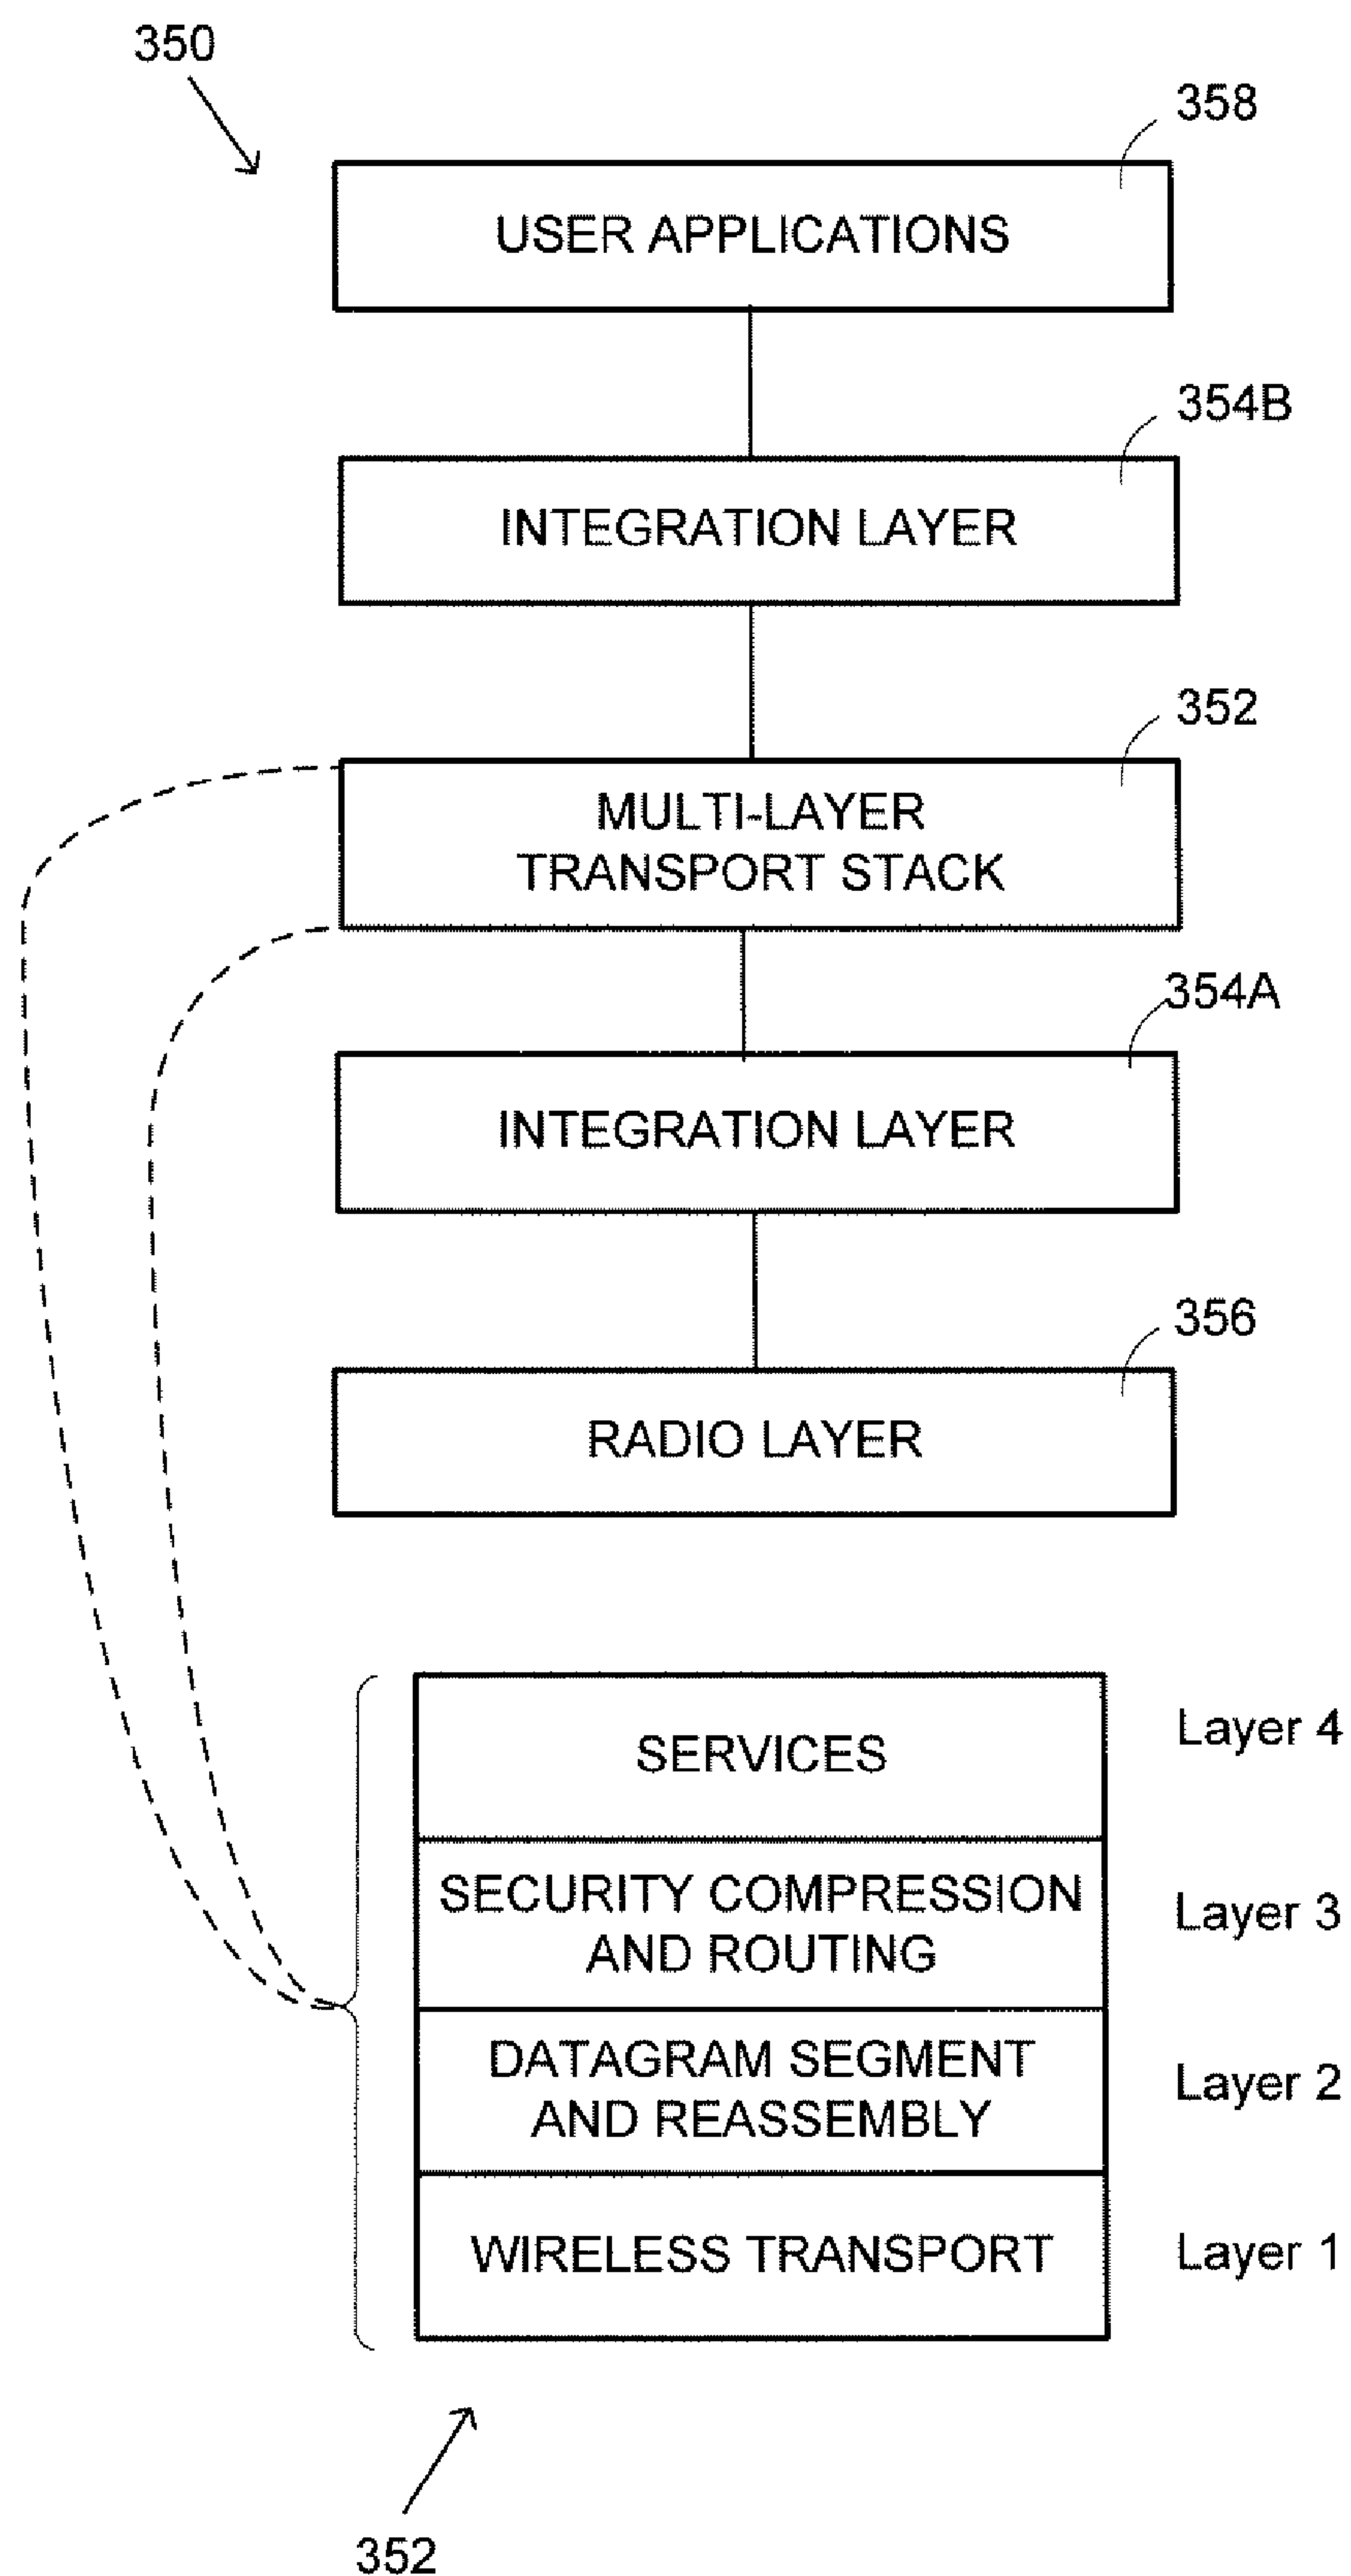 350
358
USER APPLICATIONS
354B
INTEGRATION LAYER
352
MULTI-LAYER
TRANSPORT STACK
354A
INTEGRATION LAYER
356
RADIO LAYER
SERVICES
Layer 4
SECURITY COMPRESSION
AND ROUTING
Layer 3
DATAGRAM SEGMENT
AND REASSEMBLY
Layer 2
WIRELESS TRANSPORT
Layer 1
352